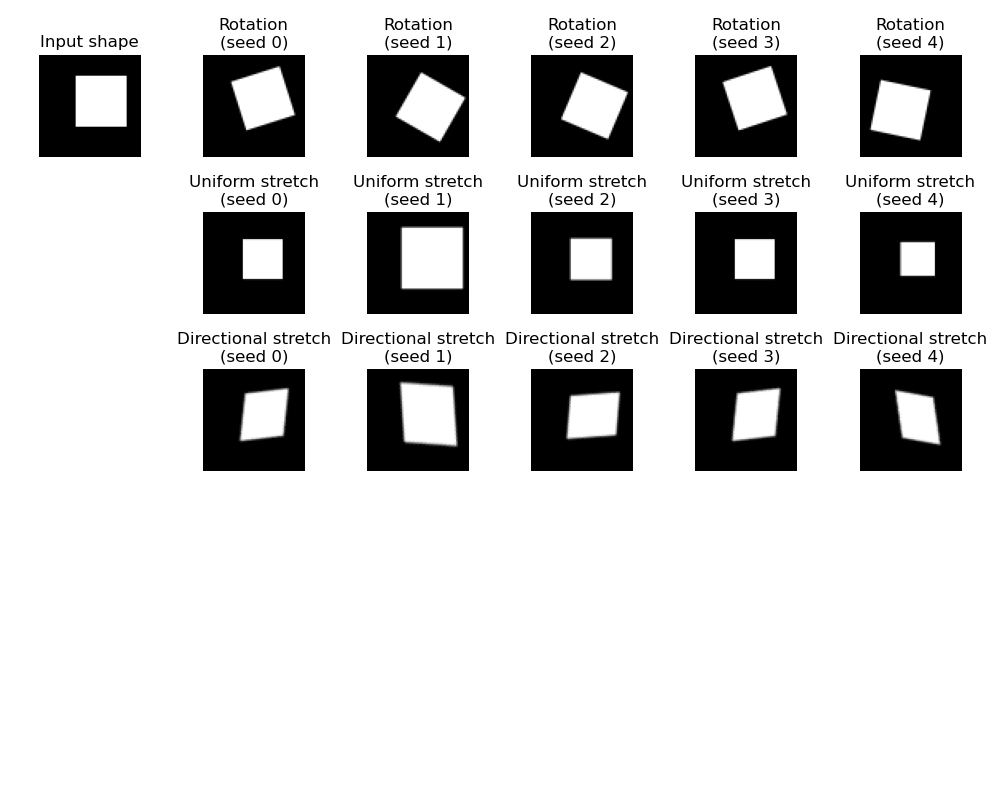 Input shape
Rotation
(seed 0)
Rotation
(seed 1)
Rotation
(seed 2)
Rotation
(seed 3)
Rotation
(seed 4)
Uniform stretch
(seed 0)
Uniform stretch
(seed 1)
Uniform stretch
(seed 2)
Uniform stretch
(seed 3)
Uniform stretch
(seed 4)
Directional stretch
(seed 0)
Directional stretch
(seed 1)
Directional stretch
(seed 2)
Directional stretch
(seed 3)
Directional stretch
(seed 4)